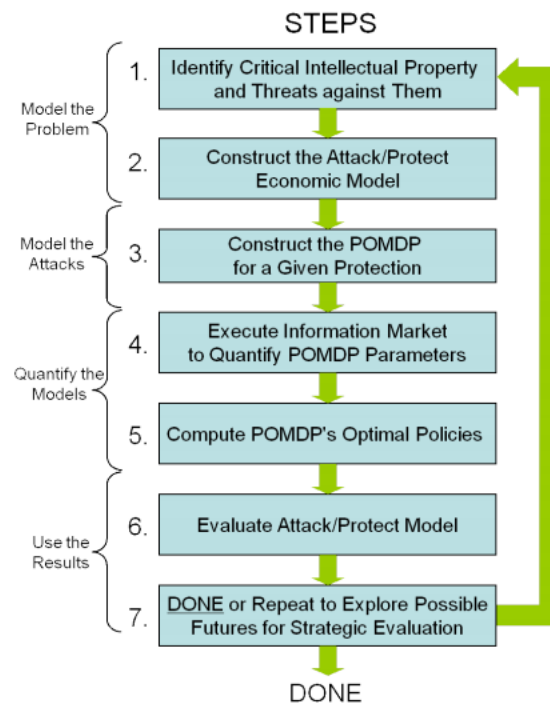 STEPS
Model the
Problem
1.
Identify Critical Intellectual Property
and Threats against Them
2.
Construct the Attack/Protect
Economic Model
Model the
Attacks
3.
Construct the POMDP
for a Given Protection
Quantify the
Models
4.
Execute Information Market
to Quantify POMDP Parameters
5.
Compute POMDP's Optimal Policies
Use the
Results
6.
Evaluate Attack/Protect Model
7.
DONE or Repeat to Explore Possible
Futures for Strategic Evaluation
DONE